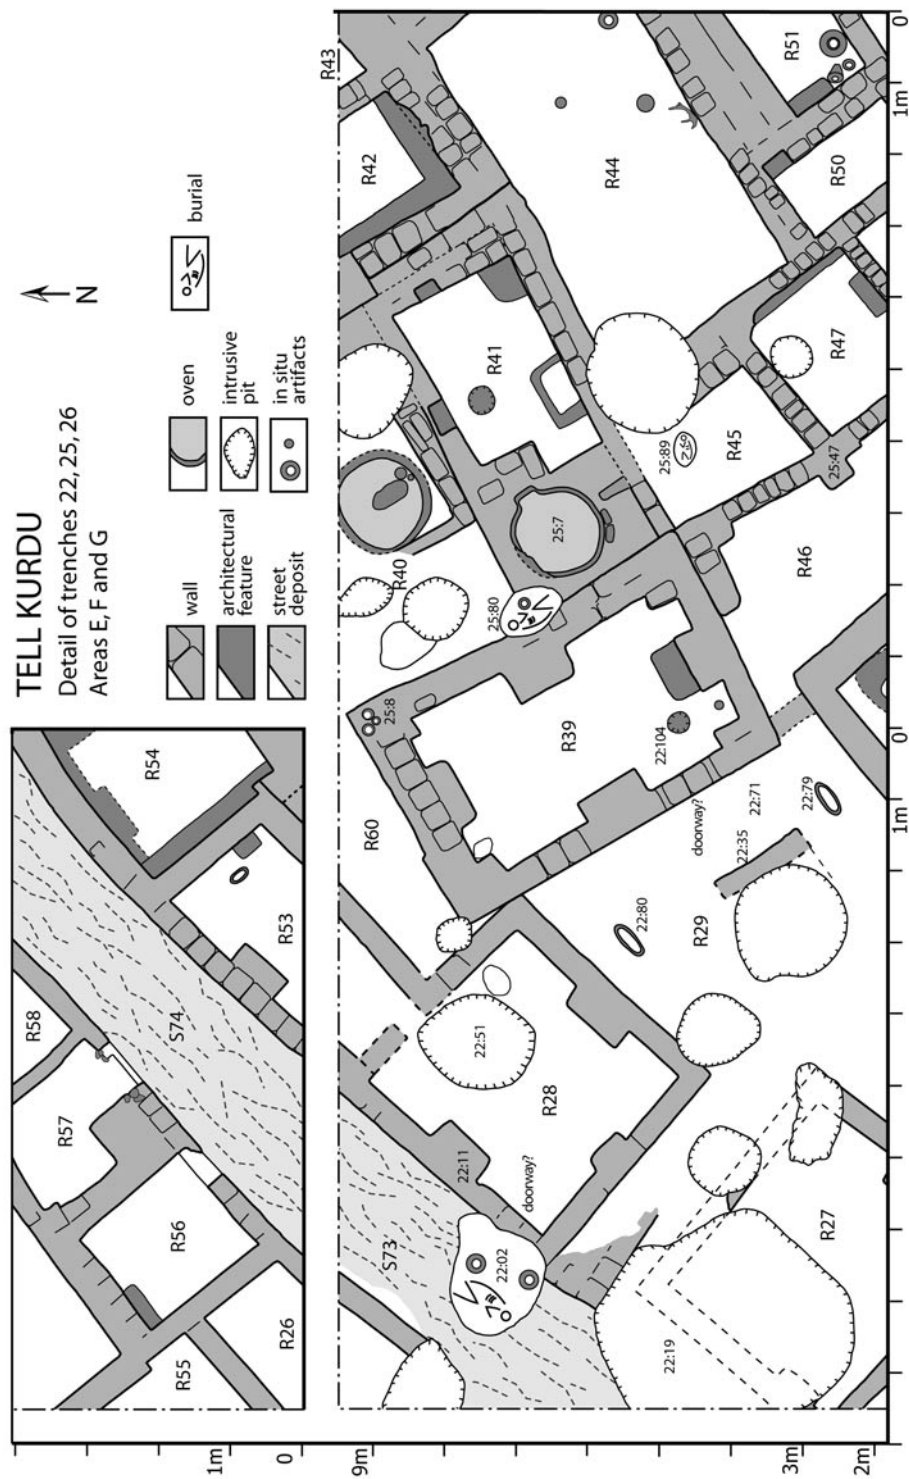 TELL KURDU
Detail of trenches 22, 25, 26
Areas E, F and G
N
wall
architectural
feature
street
deposit
oven
intrusive
pit
in situ
artifacts
burial
R58
R57
R56
R55
R26
S74
R54
R53
1m
0
R43
R42
R41
R40
25:7
25:80
25:8
R60
R39
22:104
R44
R51
R50
R47
25:89
R45
25:47
R46
doorway?
22:71
22:79
22:35
22:80
R29
22:51
R28
22:11
doorway?
S73
22:02
22:19
R27
9m
3m
2m
1m
0
1m
0